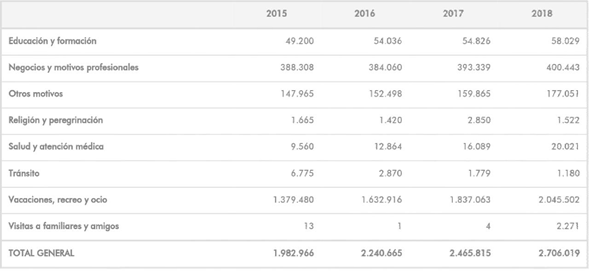 2015 2016 2017 2018
Educación y formación 49.200 54.036 54.826 58.029
Negocios y motivos profesionales 388.308 384.060 393.339 400.443
Otros motivos 147.965 152.498 159.865 177.051
Religión y peregrinación 1.665 1.420 2.850 1.522
Salud y atención médica 9.560 12.864 16.089 20.021
Tránsito 6.775 2.870 1.779 1.180
Vacaciones, recreo y ocio 1.379.480 1.632.916 1.837.063 2.045.502
Visitas a familiares y amigos 13 1 4 2.271
TOTAL GENERAL 1.982.966 2.240.665 2.465.815 2.706.019